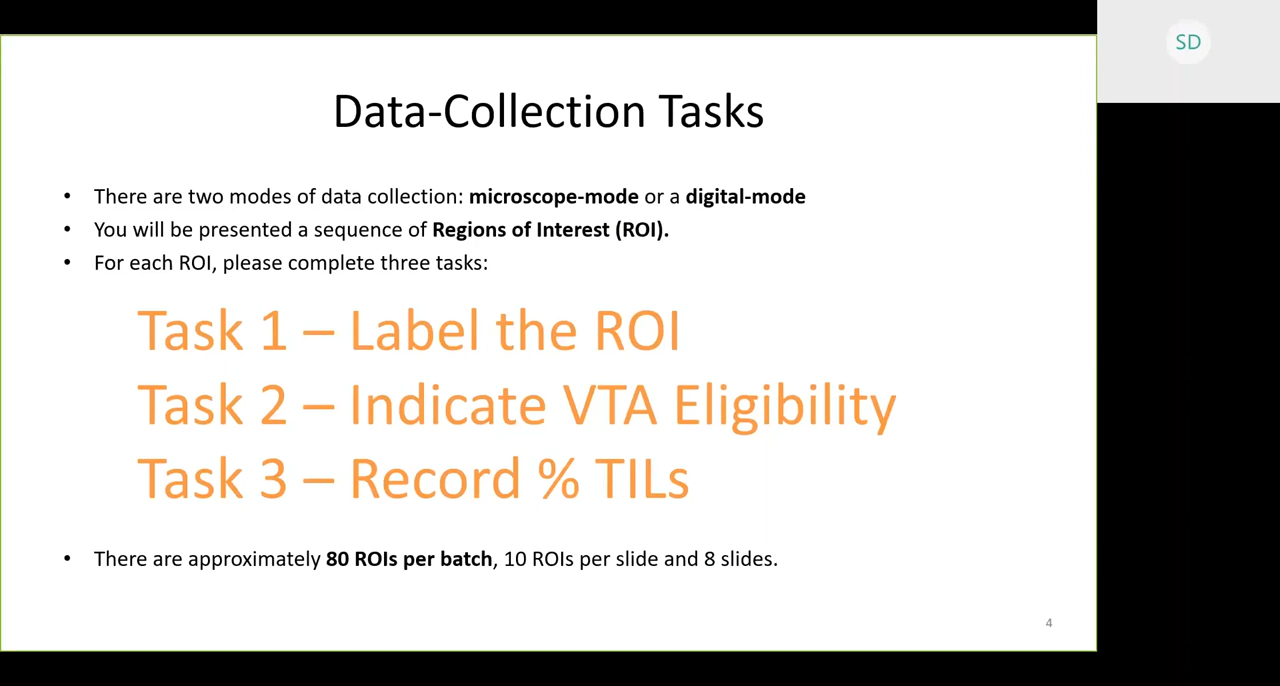 SD
Data-Collection Tasks
• There are two modes of data collection: microscope-mode or a digital-mode
• You will be presented a sequence of Regions of Interest (ROI).
• For each ROI, please complete three tasks:
Task 1 – Label the ROI
Task 2 – Indicate VTA Eligibility
Task 3 – Record % TILs
• There are approximately 80 ROIs per batch, 10 ROIs per slide and 8 slides.
4